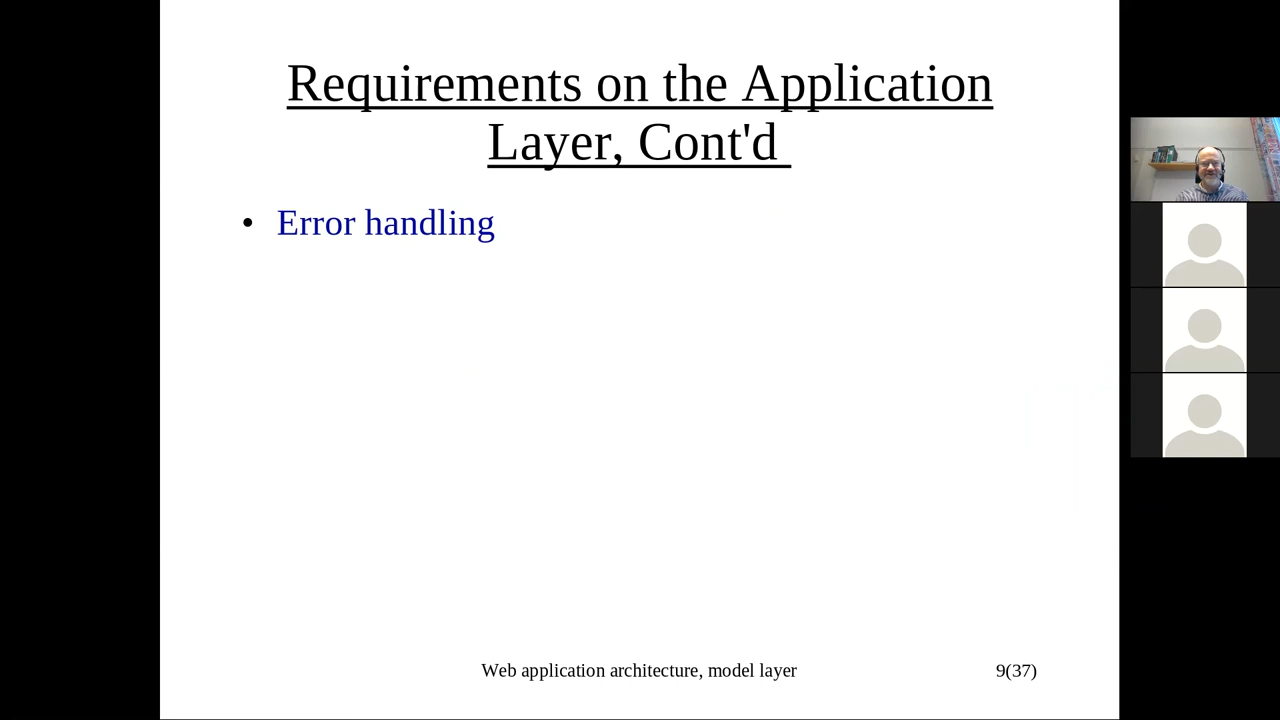 Requirements on the Application
Layer, Cont'd
• Error handling
Web application architecture, model layer
9(37)